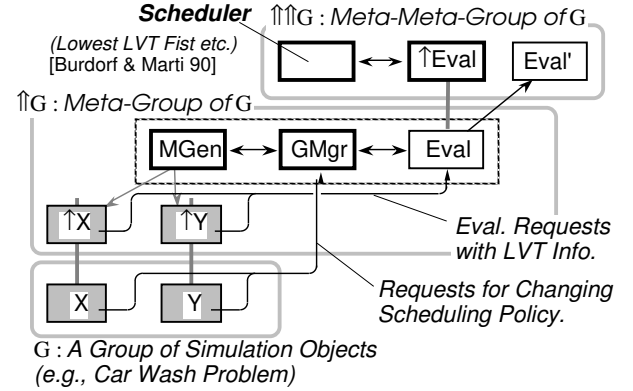 Scheduler
⇑⇑G : Meta-Meta-Group of G
(Lowest LVT Fist etc.)
[Burdorf & Marti 90]
↑Eval
Eval'
⇑G : Meta-Group of G
MGen
GMgr
Eval
↑X
↑Y
Eval. Requests
with LVT Info.
X
Y
Requests for Changing
Scheduling Policy.
G : A Group of Simulation Objects
(e.g., Car Wash Problem)